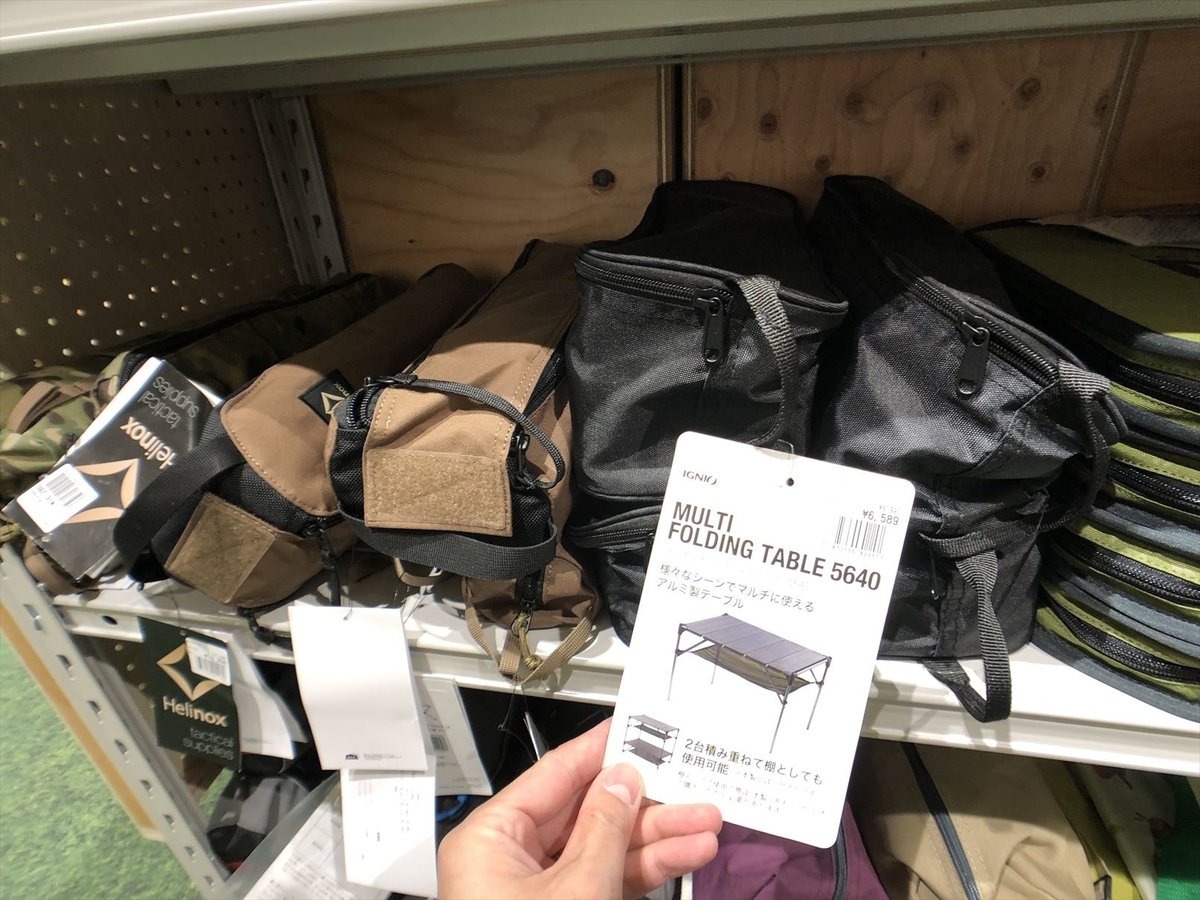 IGNIO
¥6,589
MULTI
FOLDING TABLE 5640
様々なシーンでマルチに使える
アルミ製テーブル
2台積み重ねて棚としても
使用可能
Helinox
tactical
supplies
Helinox
tactical
supplies